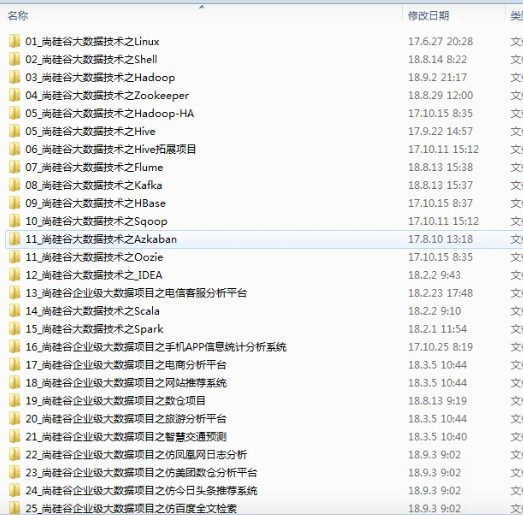 名称 修改日期 类
01_尚硅谷大数据技术之Linux 17.6.27 20:28 文
02_尚硅谷大数据技术之Shell 18.8.14 8:22 文
03_尚硅谷大数据技术之Hadoop 18.9.2 21:17 文
04_尚硅谷大数据技术之Zookeeper 18.8.29 12:00 文
05_尚硅谷大数据技术之Hadoop-HA 17.10.15 8:35 文
05_尚硅谷大数据技术之Hive 17.9.22 14:57 文
06_尚硅谷大数据技术之Hive拓展项目 17.10.11 15:12 文
07_尚硅谷大数据技术之Flume 18.8.13 15:38 文
08_尚硅谷大数据技术之Kafka 18.8.13 15:37 文
09_尚硅谷大数据技术之HBase 17.10.15 8:37 文
10_尚硅谷大数据技术之Sqoop 17.10.11 15:12 文
11_尚硅谷大数据技术之Azkaban 17.8.10 13:18 文
11_尚硅谷大数据技术之Oozie 17.10.15 8:35 文
12_尚硅谷大数据技术之_IDEA 18.2.2 9:43 文
13_尚硅谷企业级大数据项目之电信客服分析平台 18.2.23 17:48 文
14_尚硅谷大数据技术之Scala 18.2.2 9:10 文
15_尚硅谷大数据技术之Spark 18.2.1 11:54 文
16_尚硅谷企业级大数据项目之手机APP信息统计分析系统 17.10.25 8:19 文
17_尚硅谷企业级大数据项目之电商分析平台 18.3.5 10:44 文
18_尚硅谷企业级大数据项目之网站推荐系统 18.3.5 10:44 文
19_尚硅谷企业级大数据项目之数仓项目 18.8.13 9:19 文
20_尚硅谷企业级大数据项目之旅游分析平台 18.3.5 10:44 文
21_尚硅谷企业级大数据项目之智慧交通预测 18.3.5 10:40 文
22_尚硅谷企业级大数据项目之仿凤凰网日志分析 18.9.3 9:02 文
23_尚硅谷企业级大数据项目之仿美团数仓分析平台 18.9.3 9:02 文
24_尚硅谷企业级大数据项目之仿今日头条推荐系统 18.9.3 9:02 文
25_尚硅谷企业级大数据项目之仿百度全文检索 18.9.3 9:02 文